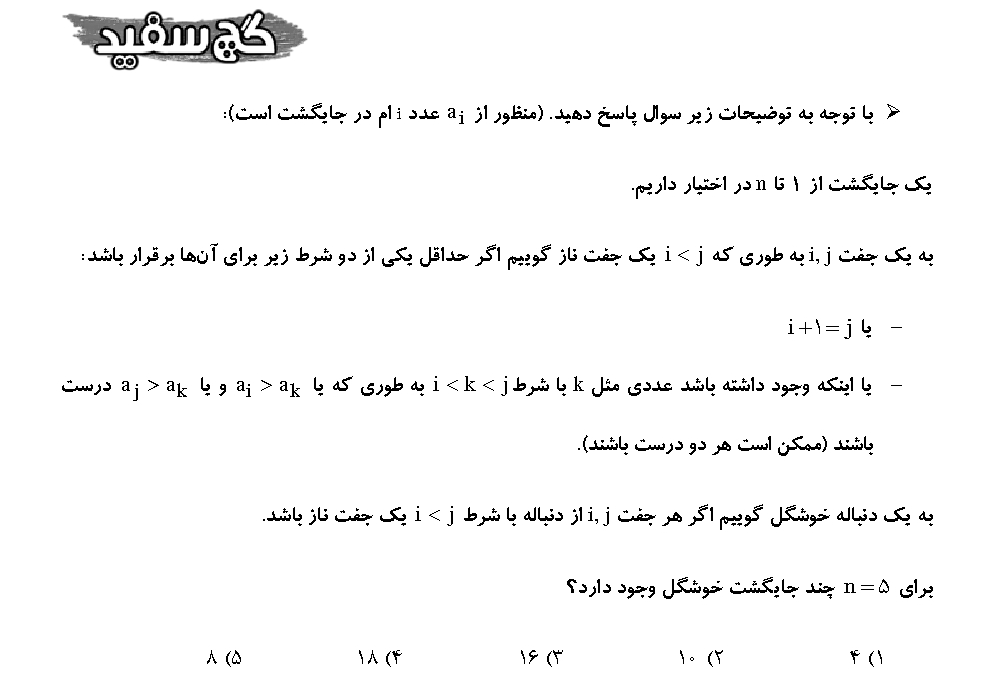 گچ سفید
➢ با توجه به توضیحات زیر سوال پاسخ دهید. (منظور از a_i عدد i ام در جایگشت است):
یک جایگشت از ۱ تا n در اختیار داریم.
به یک جفت i, j به طوری که i < j یک جفت ناز گوییم اگر حداقل یکی از دو شرط زیر برای آن‌ها برقرار باشد:
– یا i +۱= j
– یا اینکه وجود داشته باشد عددی مثل k با شرط i < k < j به طوری که یا a_i > a_k و یا a_j > a_k درست
باشند (ممکن است هر دو درست باشند).
به یک دنباله خوشگل گوییم اگر هر جفت i, j از دنباله با شرط i < j یک جفت ناز باشد.
برای n = ۵ چند جایگشت خوشگل وجود دارد؟
۱) ۴ ۲) ۱۰ ۳) ۱۶ ۴) ۱۸ ۵) ۸